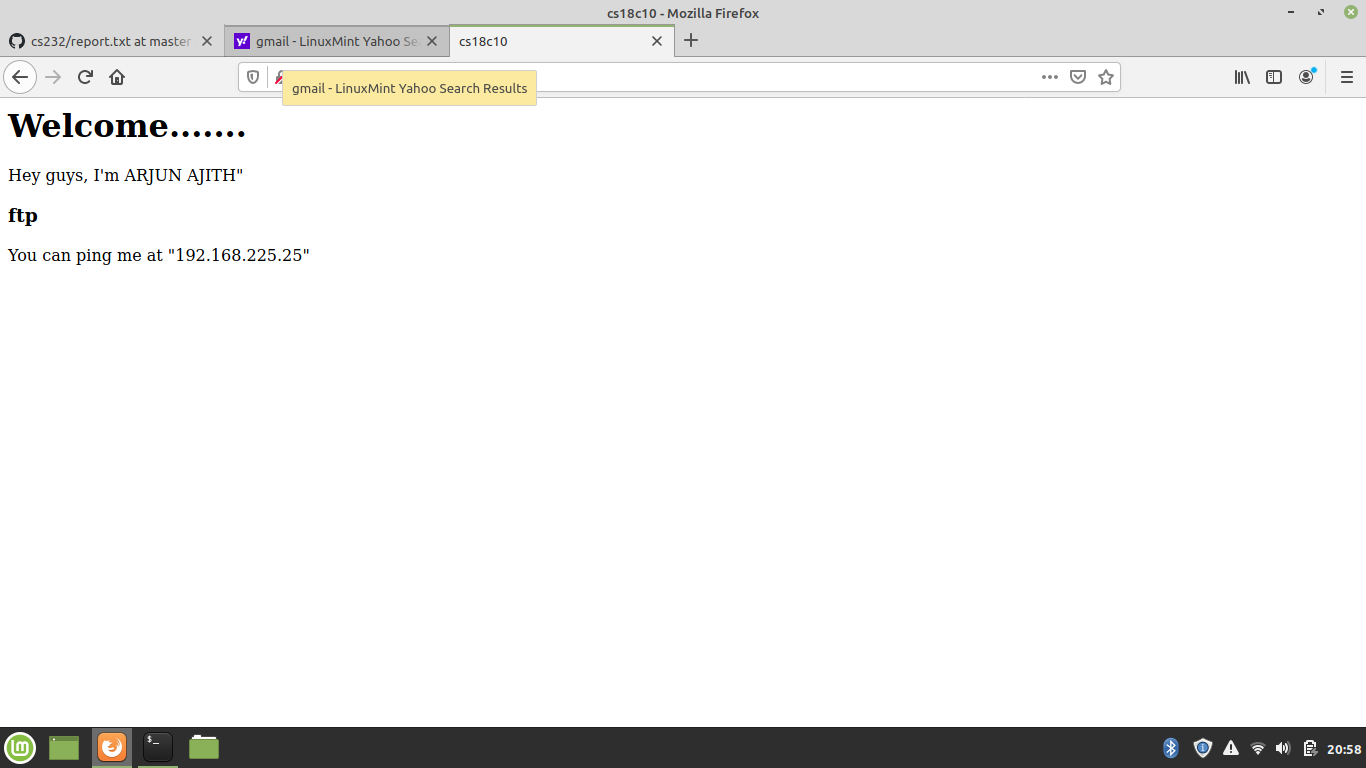 cs18c10 - Mozilla Firefox
cs232/report.txt at master
y! gmail - LinuxMint Yahoo Se
cs18c10
gmail - LinuxMint Yahoo Search Results
Welcome.......
Hey guys, I'm ARJUN AJITH"
ftp
You can ping me at "192.168.225.25"
20:58